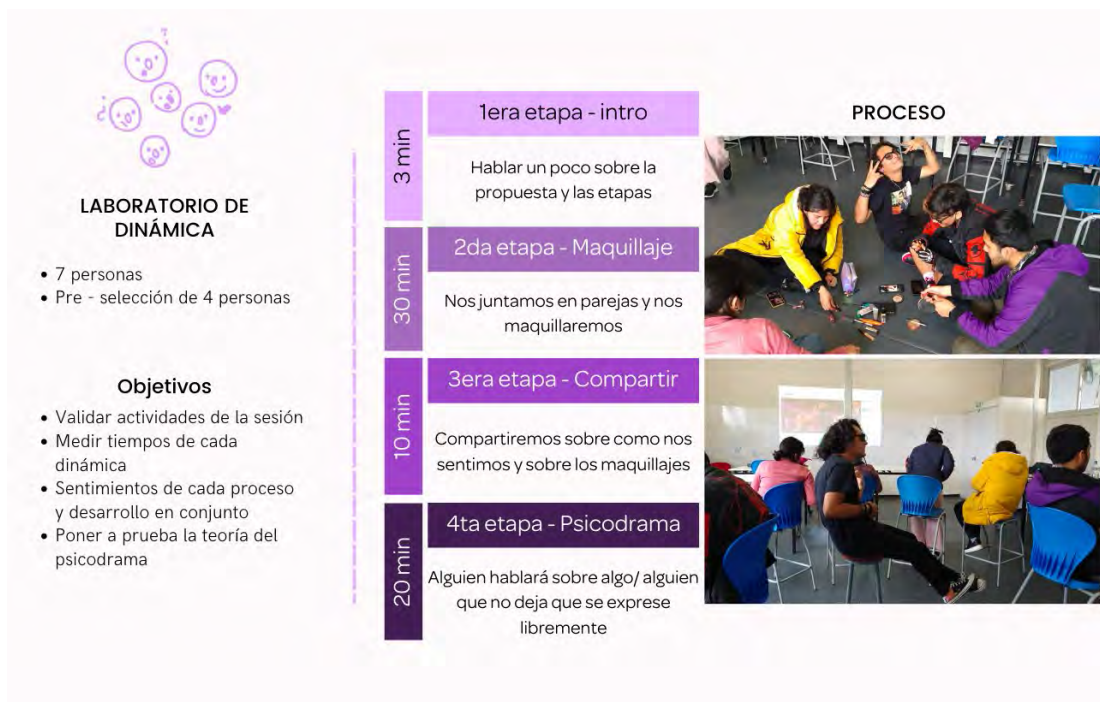 LABORATORIO DE
DINÁMICA
• 7 personas
• Pre - selección de 4 personas
Objetivos
• Validar actividades de la sesión
• Medir tiempos de cada
dinámica
• Sentimientos de cada proceso
y desarrollo en conjunto
• Poner a prueba la teoría del
psicodrama
3 min
1era etapa - intro
Hablar un poco sobre la
propuesta y las etapas
30 min
2da etapa - Maquillaje
Nos juntamos en parejas y nos
maquillaremos
10 min
3era etapa - Compartir
Compartiremos sobre como nos
sentimos y sobre los maquillajes
20 min
4ta etapa - Psicodrama
Alguien hablará sobre algo/ alguien
que no deja que se exprese
libremente
PROCESO